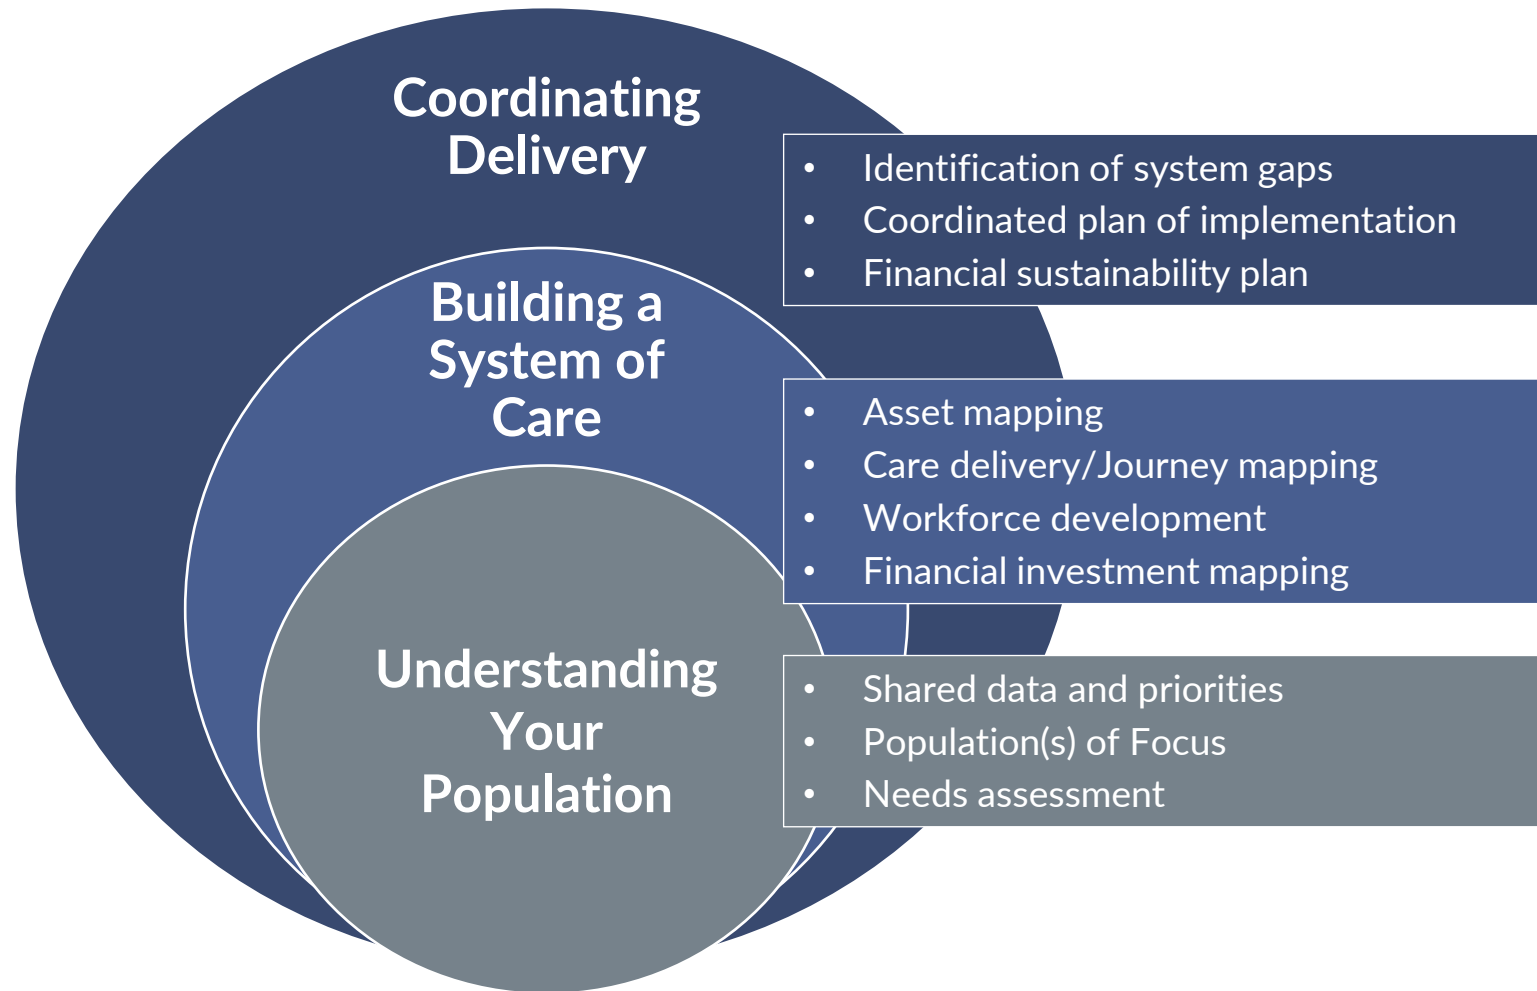 Coordinating
Delivery
• Identification of system gaps
• Coordinated plan of implementation
• Financial sustainability plan
Building a
System of
Care
• Asset mapping
• Care delivery/Journey mapping
• Workforce development
• Financial investment mapping
Understanding
Your
Population
• Shared data and priorities
• Population(s) of Focus
• Needs assessment